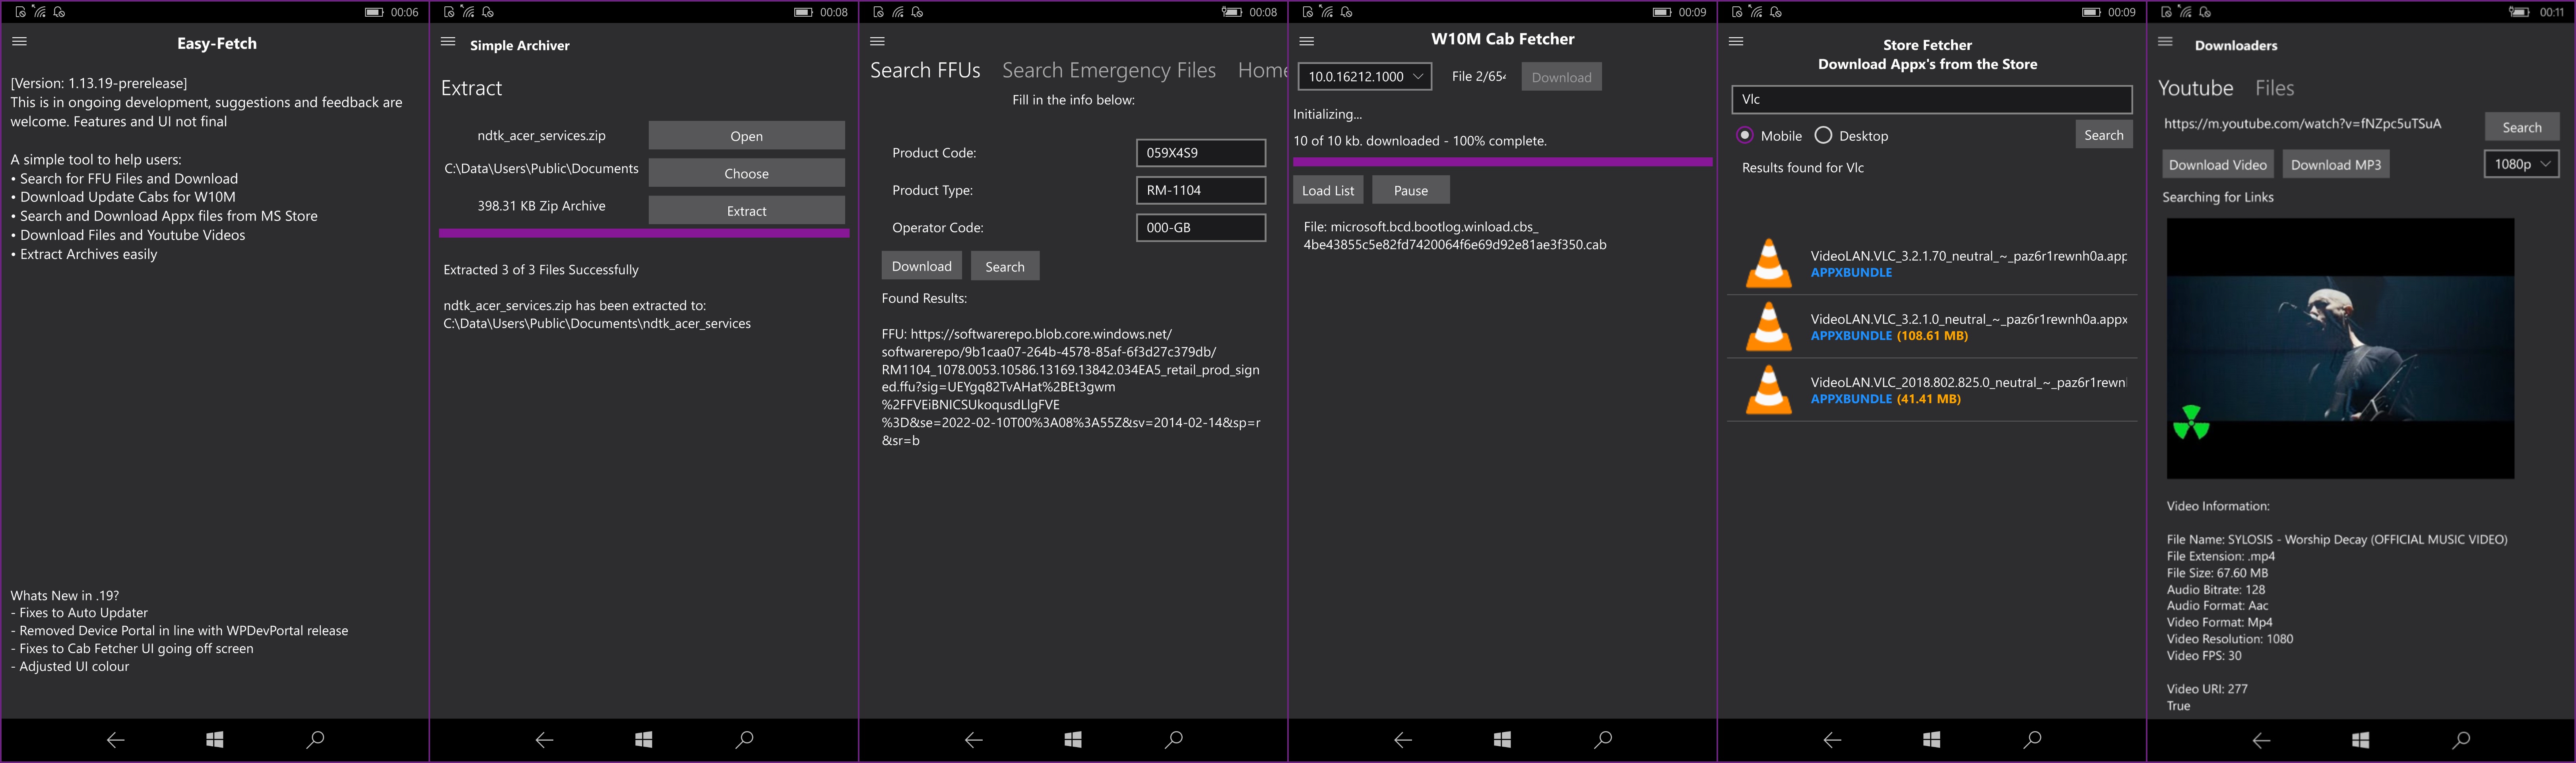 00:06
Easy-Fetch
[Version: 1.13.19-prerelease]
This is in ongoing development, suggestions and feedback are
welcome. Features and UI not final
A simple tool to help users:
• Search for FFU Files and Download
• Download Update Cabs for W10M
• Search and Download Appx files from MS Store
• Download Files and Youtube Videos
• Extract Archives easily
Whats New in .19?
- Fixes to Auto Updater
- Removed Device Portal in line with WPDevPortal release
- Fixes to Cab Fetcher UI going off screen
- Adjusted UI colour
00:08
Simple Archiver
Extract
ndtk_acer_services.zip Open
C:\Data\Users\Public\Documents Choose
398.31 KB Zip Archive Extract
Extracted 3 of 3 Files Successfully
ndtk_acer_services.zip has been extracted to:
C:\Data\Users\Public\Documents\ndtk_acer_services
00:08
Search FFUs Search Emergency Files Home
Fill in the info below:
Product Code: 059X4S9
Product Type: RM-1104
Operator Code: 000-GB
Download Search
Found Results:
FFU: https://softwarerepo.blob.core.windows.net/
softwarerepo/9b1caa07-264b-4578-85af-6f3d27c379db/
RM1104_1078.0053.10586.13169.13842.034EA5_retail_prod_sign
ed.ffu?sig=UEYgq82TvAHat%2BEt3gwm
%2FFVEiBNICSUkoqusdLlgFVE
%3D&se=2022-02-10T00%3A08%3A55Z&sv=2014-02-14&sp=r
&sr=b
00:09
W10M Cab Fetcher
10.0.16212.1000 File 2/654 Download
Initializing...
10 of 10 kb. downloaded - 100% complete.
Load List Pause
File: microsoft.bcd.bootlog.winload.cbs_
4be43855c5e82fd7420064f6e69d92e81ae3f350.cab
00:09
Store Fetcher
Download Appx's from the Store
Vlc
Mobile Desktop Search
Results found for Vlc
VideoLAN.VLC_3.2.1.70_neutral_~_paz6r1rewnh0a.app
APPXBUNDLE
VideoLAN.VLC_3.2.1.0_neutral_~_paz6r1rewnh0a.appx
APPXBUNDLE (108.61 MB)
VideoLAN.VLC_2018.802.825.0_neutral_~_paz6r1rewnl
APPXBUNDLE (41.41 MB)
00:11
Downloaders
Youtube Files
https://m.youtube.com/watch?v=fNZpc5uTSuA Search
Download Video Download MP3 1080p
Searching for Links
Video Information:
File Name: SYLOSIS - Worship Decay (OFFICIAL MUSIC VIDEO)
File Extension: .mp4
File Size: 67.60 MB
Audio Bitrate: 128
Audio Format: Aac
Video Format: Mp4
Video Resolution: 1080
Video FPS: 30
Video URI: 277
True